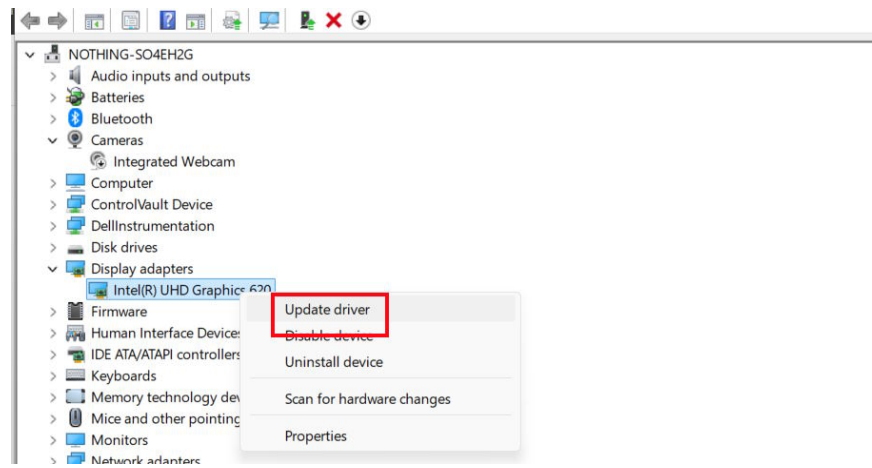 NOTHING-SO4EH2G
Audio inputs and outputs
Batteries
Bluetooth
Cameras
Integrated Webcam
Computer
ControlVault Device
DellInstrumentation
Disk drives
Display adapters
Intel(R) UHD Graphics 620
Firmware
Human Interface Devices
IDE ATA/ATAPI controllers
Keyboards
Memory technology dev
Mice and other pointing
Monitors
Network adapters
Update driver
Disable device
Uninstall device
Scan for hardware changes
Properties